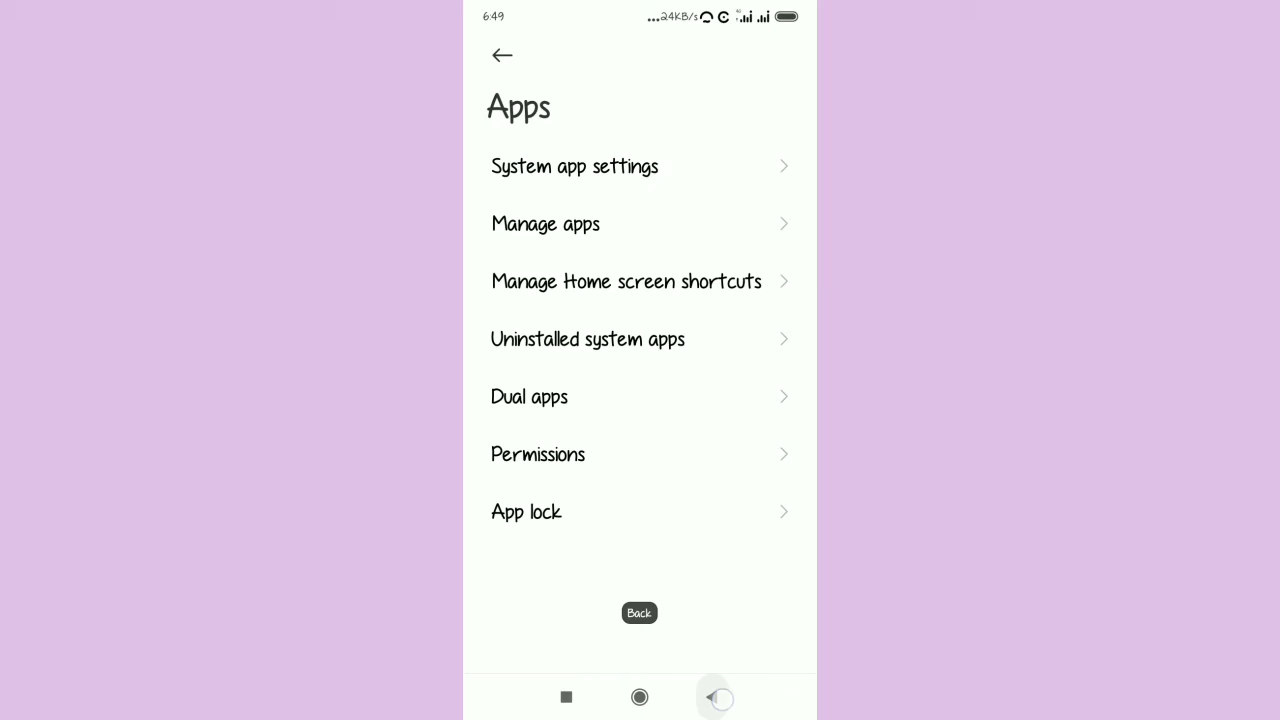 6:49 ...24KB/s
Apps
System app settings
Manage apps
Manage Home screen shortcuts
Uninstalled system apps
Dual apps
Permissions
App lock
Back